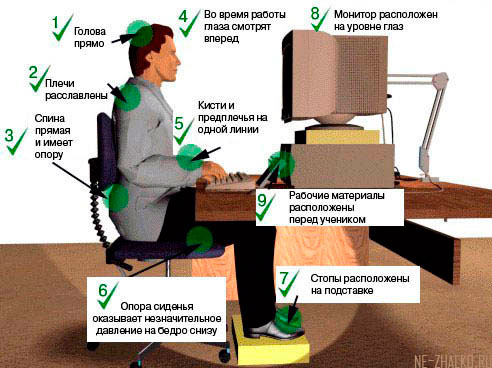 1
Голова
прямо
2
Плечи
расслаблены
3
Спина
прямая
и имеет
опору
4
Во время работы
глаза смотрят
вперед
5
Кисти и
предплечья на
одной линии
6
Опора сиденья
оказывает незначительное
давление на бедро снизу
7
Стопы расположены
на подставке
8
Монитор расположен
на уровне глаз
9
Рабочие материалы
расположены
перед учеником
NE-ZHALKO.RU